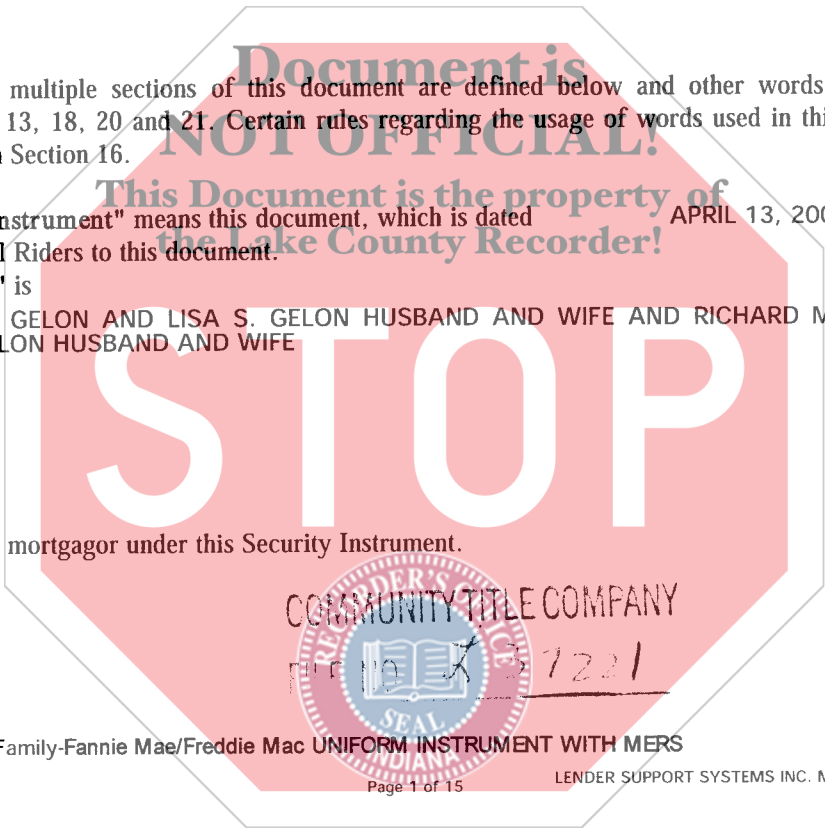 Document is
multiple sections of this document are defined below and other words
13, 18, 20 and 21. Certain rules regarding the usage of words used in thi
NOT OFFICIAL!
Section 16.
This Document is the property of
nstrument" means this document, which is dated APRIL 13, 200
the Lake County Recorder!
l Riders to this document.
" is
GELON AND LISA S. GELON HUSBAND AND WIFE AND RICHARD M
LON HUSBAND AND WIFE
STOP
mortgagor under this Security Instrument.
COMMUNITY TITLE COMPANY
FILE NO
RECORDER'S OFFICE
SEAL
INDIANA
Family-Fannie Mae/Freddie Mac UNIFORM INSTRUMENT WITH MERS
LENDER SUPPORT SYSTEMS INC. M
Page 1 of 15